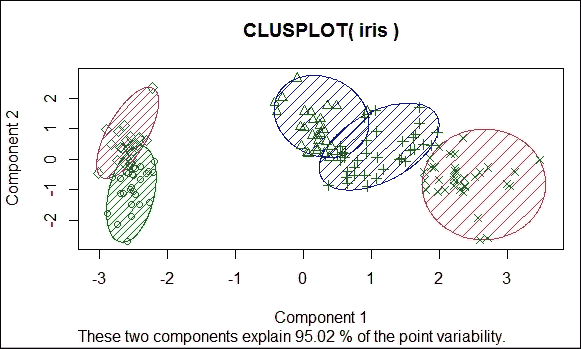 CLUSPLOT( iris )
Component 2
2
1
0
-1
-2
-3 -2 -1 0 1 2 3
Component 1
These two components explain 95.02 % of the point variability.